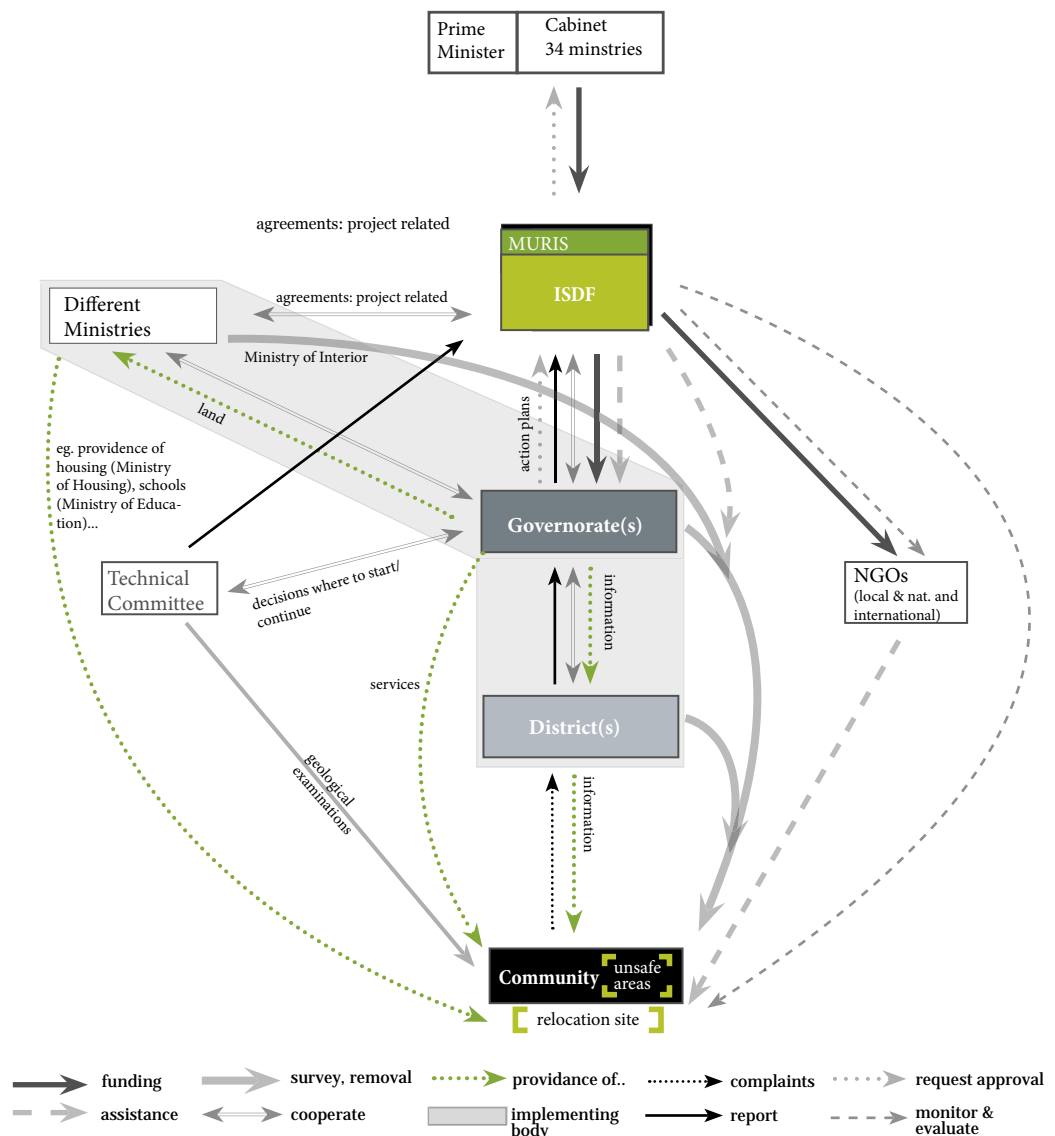 Prime
Minister
Cabinet
34 minstries
agreements: project related
MURIS
ISDF
Different
Ministries
agreements: project related
Ministry of Interior
land
action plans
eg. providence of
housing (Ministry
of Housing), schools
(Ministry of Educa-
tion)...
Governorate(s)
Technical
Committee
decisions where to start/
continue
information
NGOs
(local & nat. and
international)
services
District(s)
geological
examinations
information
Community
unsafe
areas
relocation site
funding
survey, removal
providance of..
complaints
request approval
assistance
cooperate
implementing
body
report
monitor &
evaluate